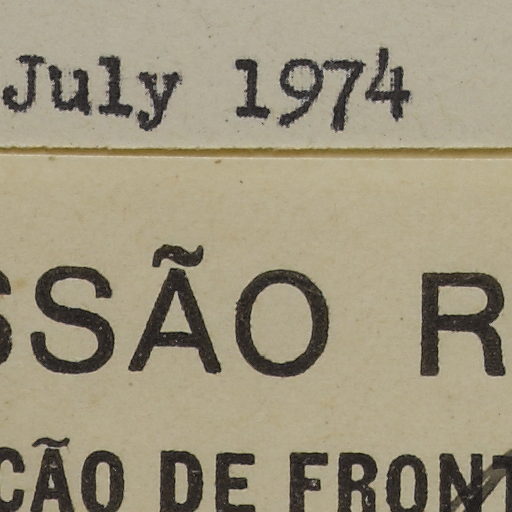 July 1974
SSÃO R
ÇÃO DE FRONT